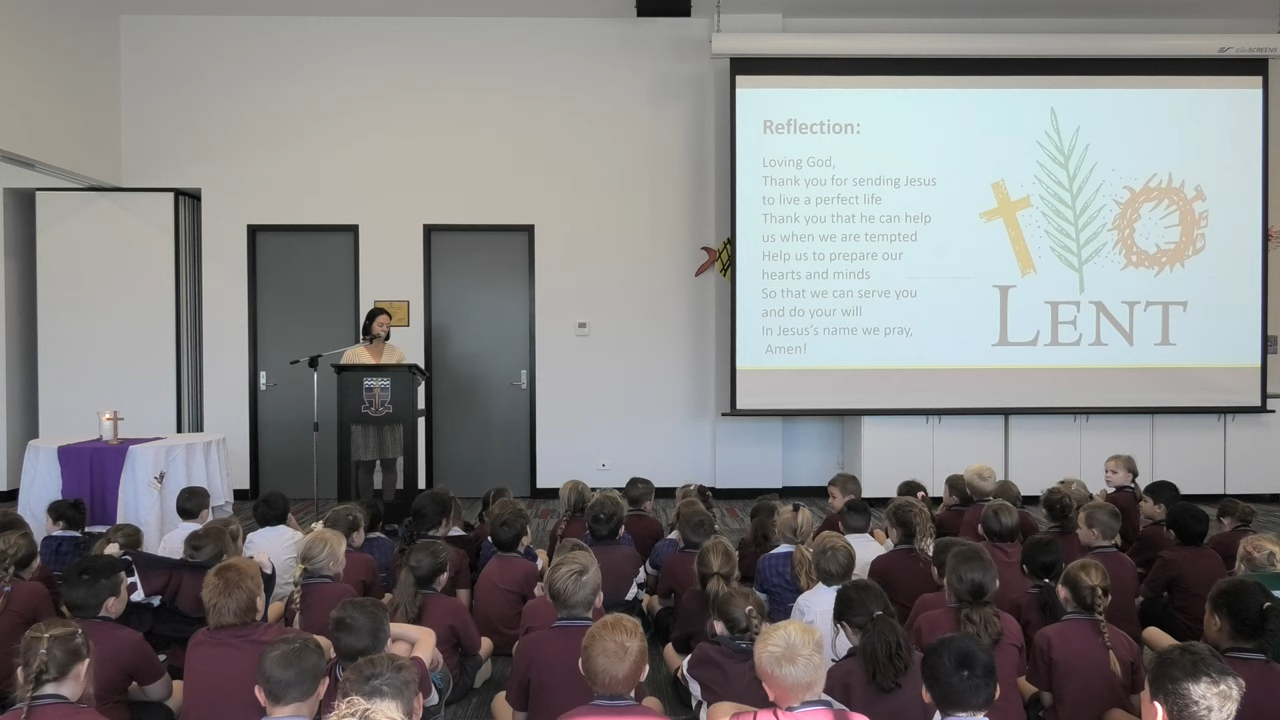 Reflection:
Loving God,
Thank you for sending Jesus
to live a perfect life
Thank you that he can help
us when we are tempted
Help us to prepare our
hearts and minds
So that we can serve you
and do your will
In Jesus's name we pray,
Amen!
LENT